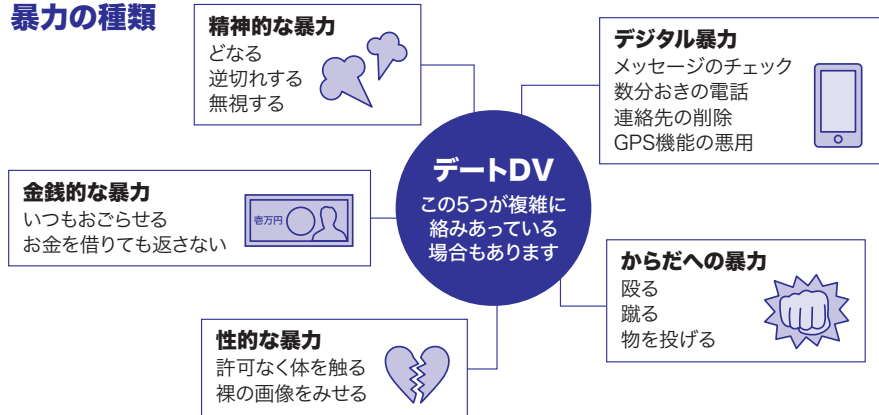 暴力の種類
精神的な暴力
どなる
逆切れする
無視する
デジタル暴力
メッセージのチェック
数分おきの電話
連絡先の削除
GPS機能の悪用
デートDV
この5つが複雑に
絡みあっている
場合もあります
金銭的な暴力
いつもおごらせる
お金を借りても返さない
壱万円
からだへの暴力
殴る
蹴る
物を投げる
性的な暴力
許可なく体を触る
裸の画像をみせる